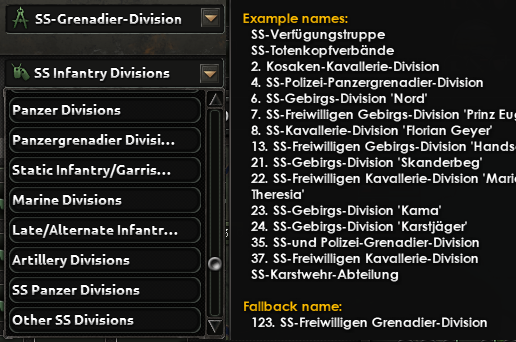 SS-Grenadier-Division
SS Infantry Divisions
Panzer Divisions
Panzergrenadier Divisi...
Static Infantry/Garris...
Marine Divisions
Late/Alternate Infantr...
Artillery Divisions
SS Panzer Divisions
Other SS Divisions
Example names:
SS-Verfügungstruppe
SS-Totenkopfverbände
2. Kosaken-Kavallerie-Division
4. SS-Polizei-Panzergrenadier-Division
6. SS-Gebirgs-Division 'Nord'
7. SS-Freiwilligen Gebirgs-Division 'Prinz Eug
8. SS-Kavallerie-Division 'Florian Geyer'
13. SS-Freiwilligen Gebirgs-Division 'Handsc
21. SS-Gebirgs-Division 'Skanderbeg'
22. SS-Freiwilligen Kavallerie-Division 'Mari
Theresia'
23. SS-Gebirgs-Division 'Kama'
24. SS-Gebirgs-Division 'Karstjäger'
35. SS-und Polizei-Grenadier-Division
37. SS-Freiwilligen Kavallerie-Division
SS-Karstwehr-Abteilung
Fallback name:
123. SS-Freiwilligen Grenadier-Division